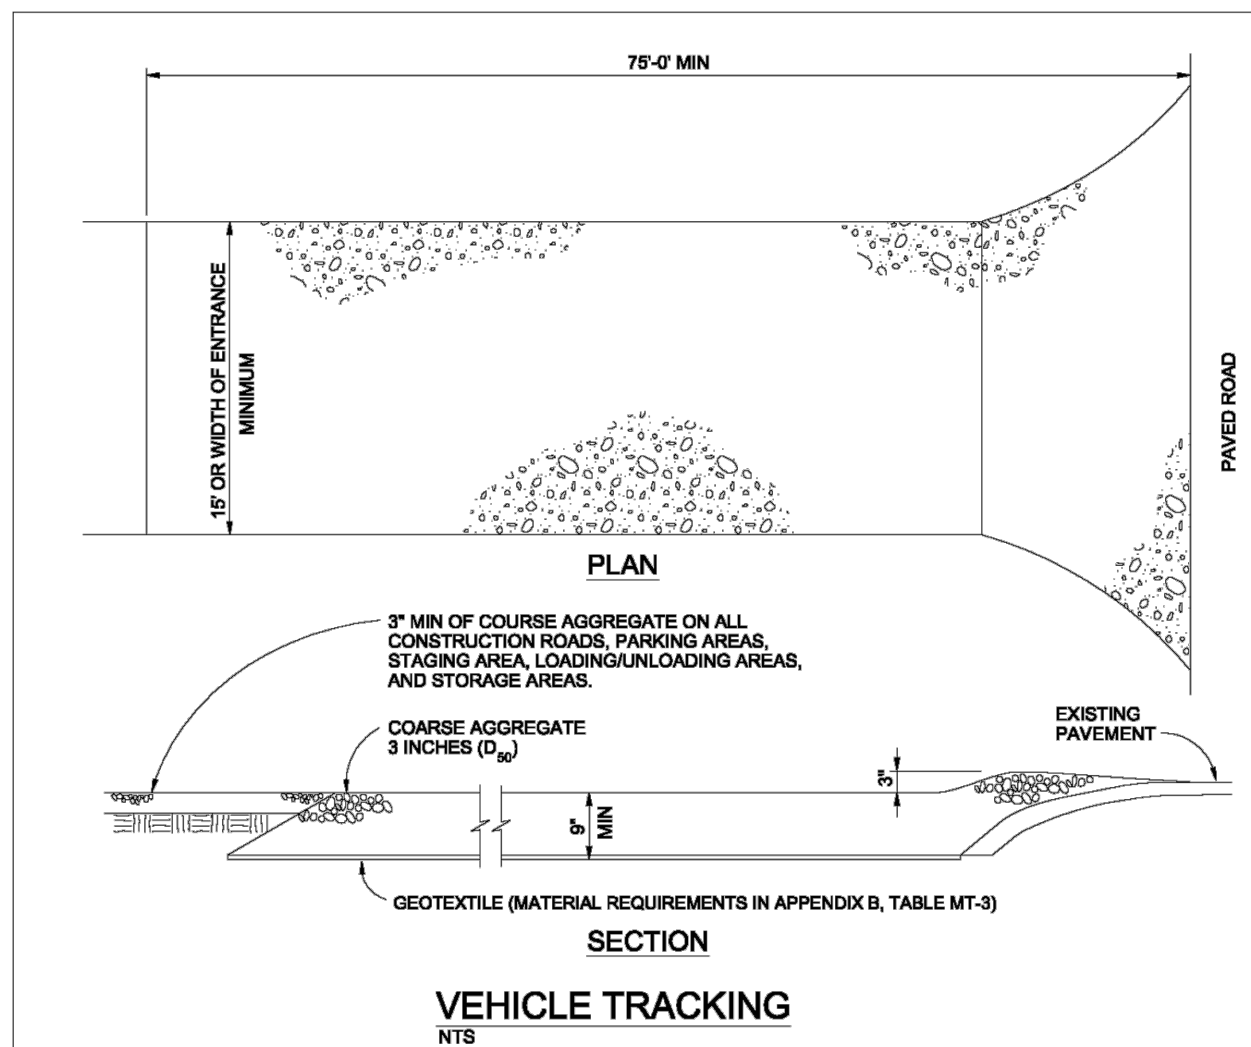 75'-0' MIN
15' OR WIDTH OF ENTRANCE
MINIMUM
PAVED ROAD
PLAN
3" MIN OF COURSE AGGREGATE ON ALL
CONSTRUCTION ROADS, PARKING AREAS,
STAGING AREA, LOADING/UNLOADING AREAS,
AND STORAGE AREAS.
COARSE AGGREGATE
3 INCHES (D50)
EXISTING
PAVEMENT
3"
9"
MIN
GEOTEXTILE (MATERIAL REQUIREMENTS IN APPENDIX B, TABLE MT-3)
SECTION
VEHICLE TRACKING
NTS